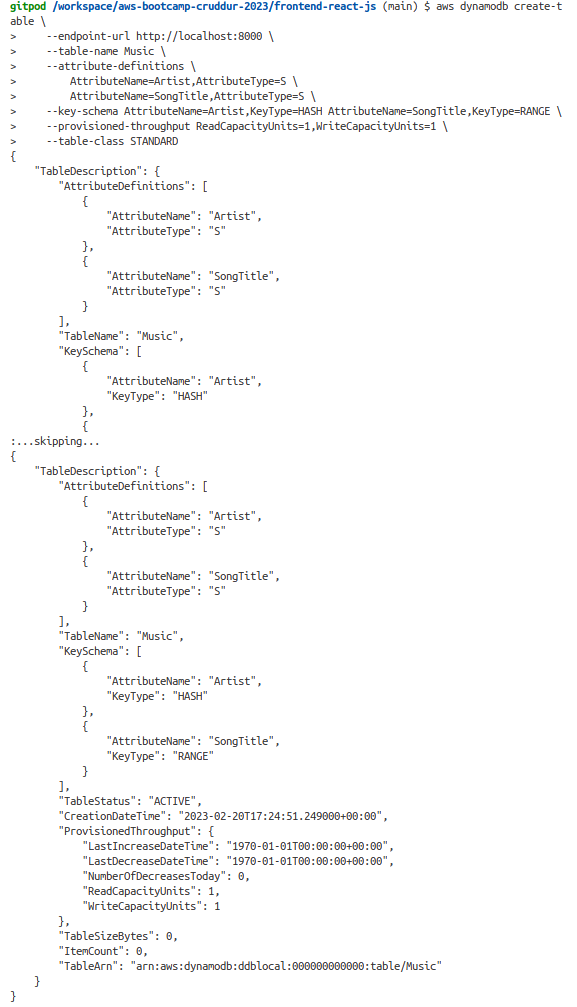 gitpod /workspace/aws-bootcamp-cruddur-2023/frontend-react-js (main) $ aws dynamodb create-t
able \
>     --endpoint-url http://localhost:8000 \
>     --table-name Music \
>     --attribute-definitions \
>         AttributeName=Artist,AttributeType=S \
>         AttributeName=SongTitle,AttributeType=S \
>     --key-schema AttributeName=Artist,KeyType=HASH AttributeName=SongTitle,KeyType=RANGE \
>     --provisioned-throughput ReadCapacityUnits=1,WriteCapacityUnits=1 \
>     --table-class STANDARD
{
    "TableDescription": {
        "AttributeDefinitions": [
            {
                "AttributeName": "Artist",
                "AttributeType": "S"
            },
            {
                "AttributeName": "SongTitle",
                "AttributeType": "S"
            }
        ],
        "TableName": "Music",
        "KeySchema": [
            {
                "AttributeName": "Artist",
                "KeyType": "HASH"
            },
            {
:...skipping...
{
    "TableDescription": {
        "AttributeDefinitions": [
            {
                "AttributeName": "Artist",
                "AttributeType": "S"
            },
            {
                "AttributeName": "SongTitle",
                "AttributeType": "S"
            }
        ],
        "TableName": "Music",
        "KeySchema": [
            {
                "AttributeName": "Artist",
                "KeyType": "HASH"
            },
            {
                "AttributeName": "SongTitle",
                "KeyType": "RANGE"
            }
        ],
        "TableStatus": "ACTIVE",
        "CreationDateTime": "2023-02-20T17:24:51.249000+00:00",
        "ProvisionedThroughput": {
            "LastIncreaseDateTime": "1970-01-01T00:00:00+00:00",
            "LastDecreaseDateTime": "1970-01-01T00:00:00+00:00",
            "NumberOfDecreasesToday": 0,
            "ReadCapacityUnits": 1,
            "WriteCapacityUnits": 1
        },
        "TableSizeBytes": 0,
        "ItemCount": 0,
        "TableArn": "arn:aws:dynamodb:ddblocal:000000000000:table/Music"
    }
}